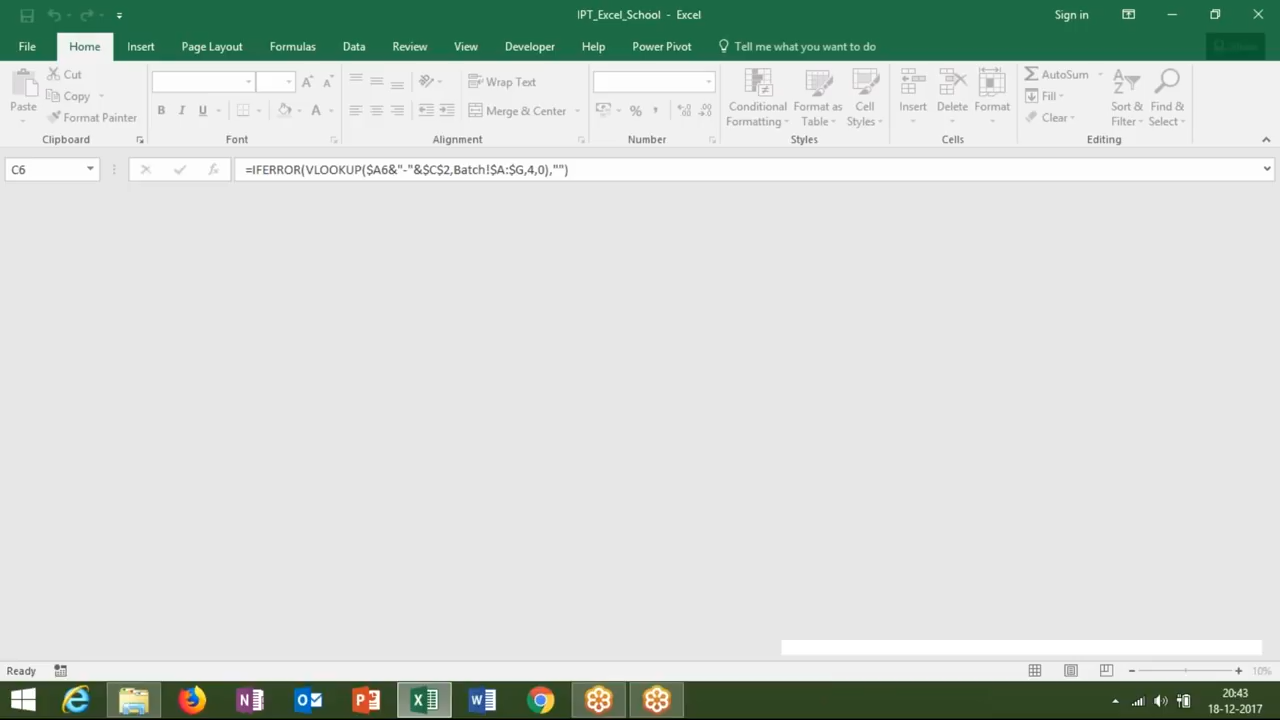 IPT_Excel_School - Excel
Sign in
File
Home
Insert
Page Layout
Formulas
Data
Review
View
Developer
Help
Power Pivot
Tell me what you want to do
Paste
Cut
Copy
Format Painter
Clipboard
B I U
A A
A
Font
Wrap Text
Merge & Center
Alignment
%
Number
Conditional
Formatting
Format as
Table
Cell
Styles
Styles
Insert
Delete
Format
Cells
AutoSum
Fill
Clear
Sort &
Filter
Find &
Select
Editing
C6
fx
=IFERROR(VLOOKUP($A6&"-"&$C$2,Batch!$A:$G,4,0),"")
Ready
10%
20:43
18-12-2017